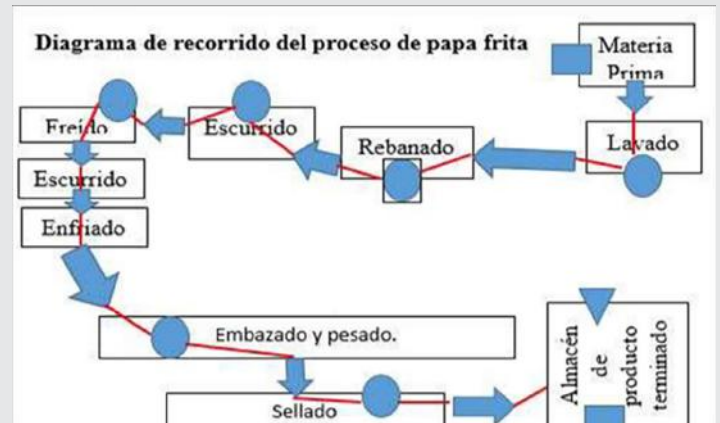 Diagrama de recorrido del proceso de papa frita
Materia
Prima
Lavado
Rebanado
Escurrido
Freído
Escurrido
Enfriado
Embazado y pesado.
Sellado
Almacén
de
producto
terminado